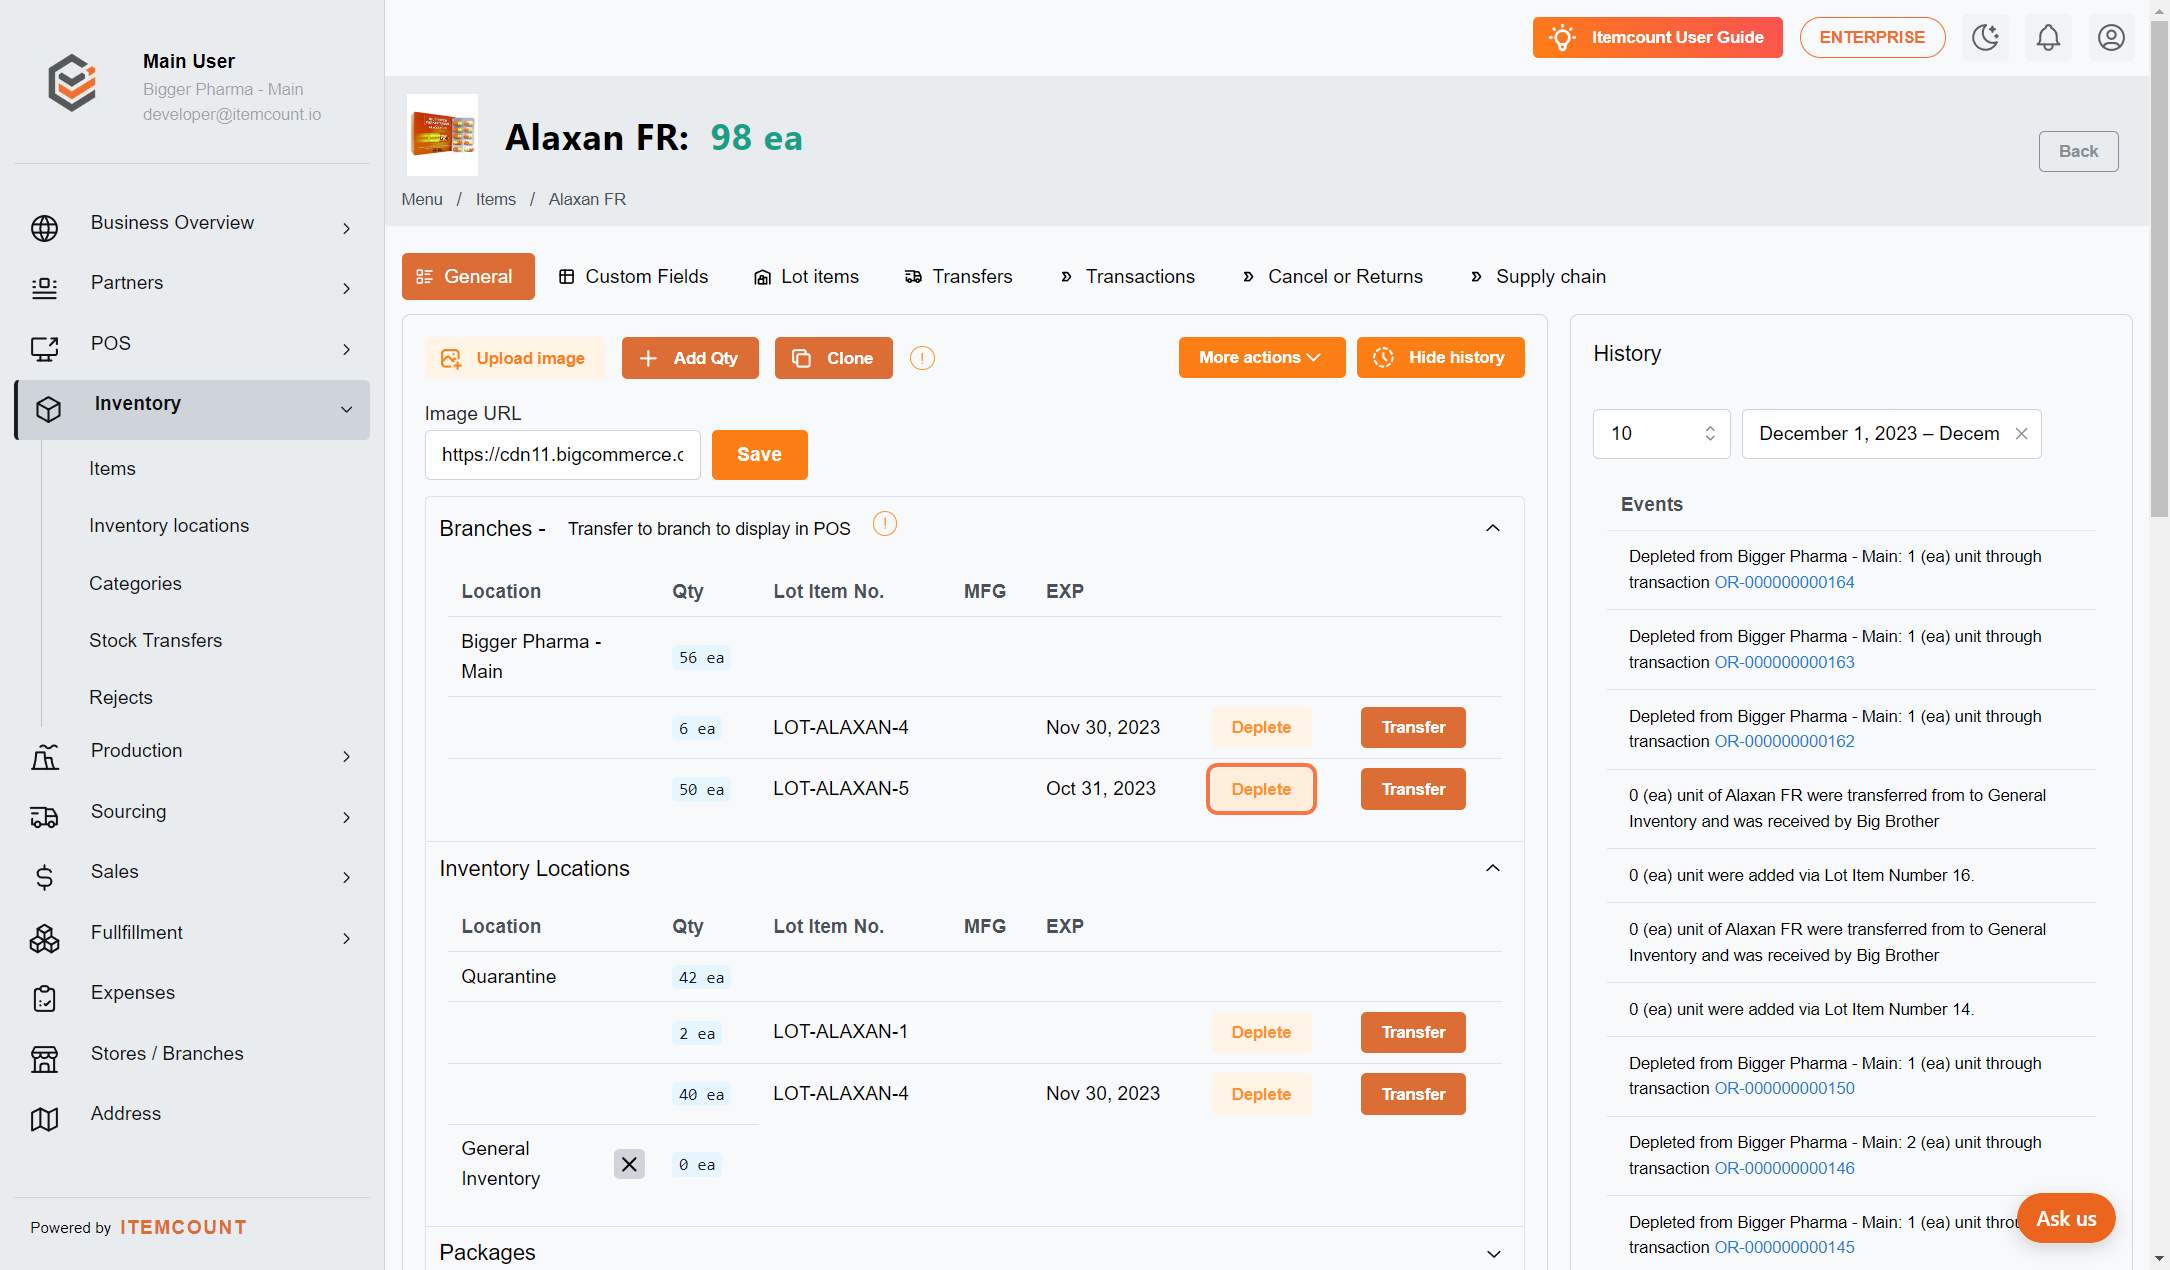 Main User
Bigger Pharma - Main
developer@itemcount.io
Business Overview
Partners
POS
Inventory
Items
Inventory locations
Categories
Stock Transfers
Rejects
Production
Sourcing
Sales
Fullfillment
Expenses
Stores / Branches
Address
Powered by ITEMCOUNT
Itemcount User Guide
ENTERPRISE
Alaxan FR: 98 ea
Back
Menu / Items / Alaxan FR
General
Custom Fields
Lot items
Transfers
Transactions
Cancel or Returns
Supply chain
Upload image
Add Qty
Clone
More actions
Hide history
Image URL
https://cdn11.bigcommerce.c
Save
Branches - Transfer to branch to display in POS
Location Qty Lot Item No. MFG EXP
Bigger Pharma -
Main
56 ea
6 ea LOT-ALAXAN-4 Nov 30, 2023 Deplete Transfer
50 ea LOT-ALAXAN-5 Oct 31, 2023 Deplete Transfer
Inventory Locations
Location Qty Lot Item No. MFG EXP
Quarantine 42 ea
2 ea LOT-ALAXAN-1 Deplete Transfer
40 ea LOT-ALAXAN-4 Nov 30, 2023 Deplete Transfer
General
Inventory
0 ea
Packages
History
10
December 1, 2023 – Decem
Events
Depleted from Bigger Pharma - Main: 1 (ea) unit through
transaction OR-000000000164
Depleted from Bigger Pharma - Main: 1 (ea) unit through
transaction OR-000000000163
Depleted from Bigger Pharma - Main: 1 (ea) unit through
transaction OR-000000000162
0 (ea) unit of Alaxan FR were transferred from to General
Inventory and was received by Big Brother
0 (ea) unit were added via Lot Item Number 16.
0 (ea) unit of Alaxan FR were transferred from to General
Inventory and was received by Big Brother
0 (ea) unit were added via Lot Item Number 14.
Depleted from Bigger Pharma - Main: 1 (ea) unit through
transaction OR-000000000150
Depleted from Bigger Pharma - Main: 2 (ea) unit through
transaction OR-000000000146
Depleted from Bigger Pharma - Main: 1 (ea) unit throu
transaction OR-000000000145
Ask us